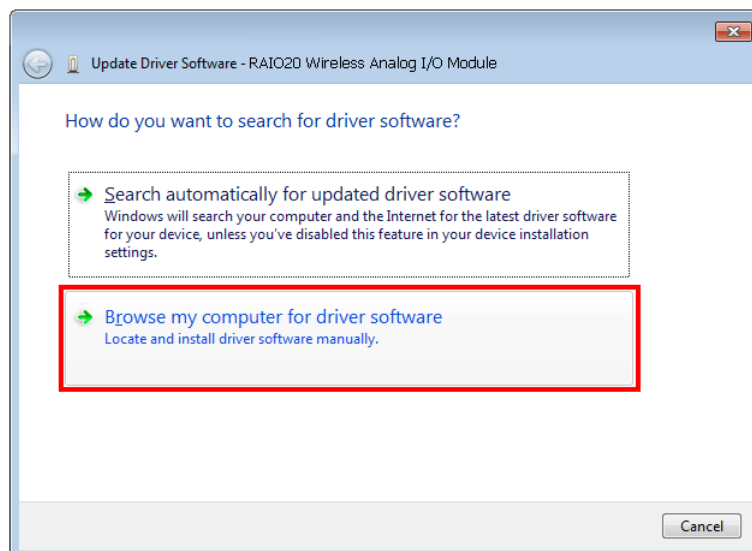 Update Driver Software - RAIO20 Wireless Analog I/O Module
How do you want to search for driver software?
Search automatically for updated driver software
Windows will search your computer and the Internet for the latest driver software
for your device, unless you've disabled this feature in your device installation
settings.
Browse my computer for driver software
Locate and install driver software manually.
Cancel